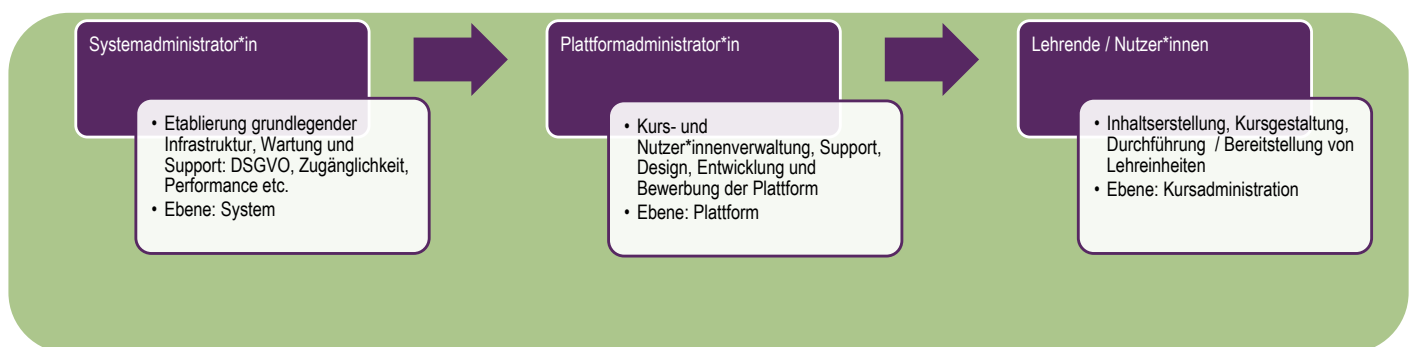 Systemadministrator*in
• Etablierung grundlegender
Infrastruktur, Wartung und
Support: DSGVO, Zugänglichkeit,
Performance etc.
• Ebene: System
Plattformadministrator*in
• Kurs- und
Nutzer*innenverwaltung, Support,
Design, Entwicklung und
Bewerbung der Plattform
• Ebene: Plattform
Lehrende / Nutzer*innen
• Inhaltserstellung, Kursgestaltung,
Durchführung / Bereitstellung von
Lehreinheiten
• Ebene: Kursadministration